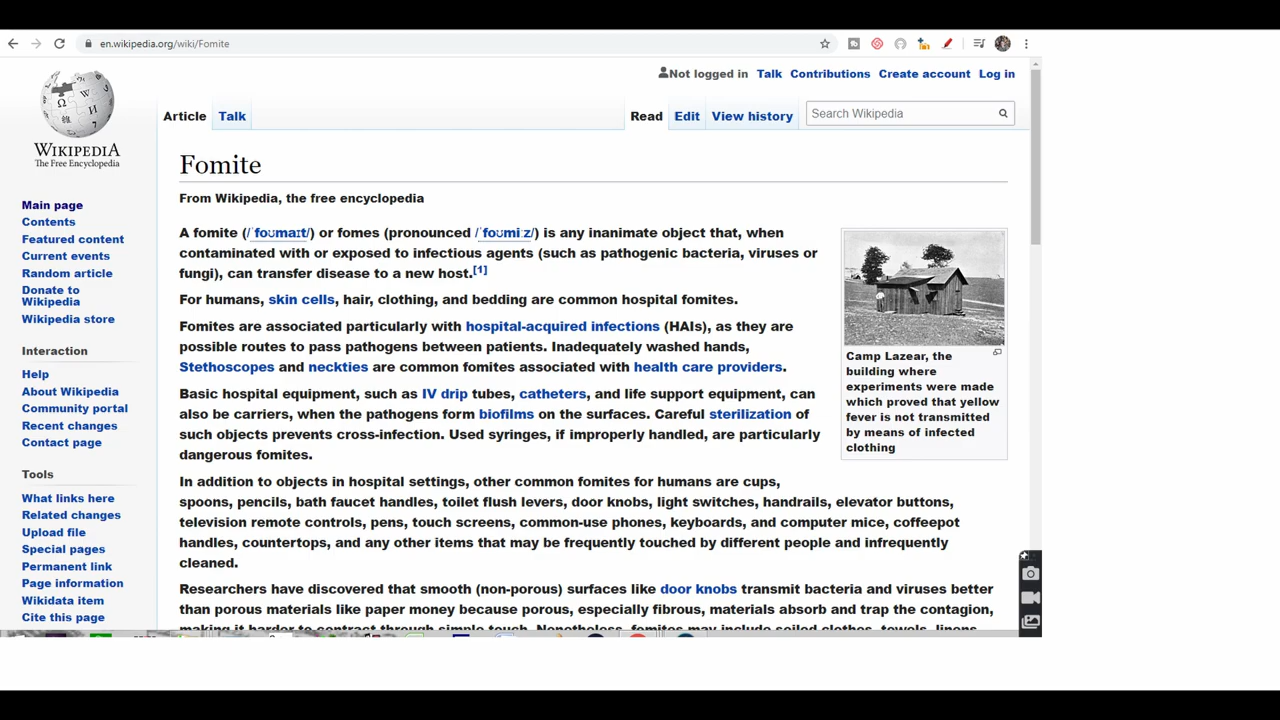 en.wikipedia.org/wiki/Fomite
Not logged in Talk Contributions Create account Log in
Article Talk Read Edit View history Search Wikipedia
WIKIPEDIA
The Free Encyclopedia
Main page
Contents
Featured content
Current events
Random article
Donate to
Wikipedia
Wikipedia store
Interaction
Help
About Wikipedia
Community portal
Recent changes
Contact page
Tools
What links here
Related changes
Upload file
Special pages
Permanent link
Page information
Wikidata item
Cite this page
Fomite
From Wikipedia, the free encyclopedia
A fomite (/ˈfoʊmaɪt/) or fomes (pronounced /ˈfoʊmiːz/) is any inanimate object that, when
contaminated with or exposed to infectious agents (such as pathogenic bacteria, viruses or
fungi), can transfer disease to a new host.[1]
For humans, skin cells, hair, clothing, and bedding are common hospital fomites.
Fomites are associated particularly with hospital-acquired infections (HAIs), as they are
possible routes to pass pathogens between patients. Inadequately washed hands,
Stethoscopes and neckties are common fomites associated with health care providers.
Basic hospital equipment, such as IV drip tubes, catheters, and life support equipment, can
also be carriers, when the pathogens form biofilms on the surfaces. Careful sterilization of
such objects prevents cross-infection. Used syringes, if improperly handled, are particularly
dangerous fomites.
In addition to objects in hospital settings, other common fomites for humans are cups,
spoons, pencils, bath faucet handles, toilet flush levers, door knobs, light switches, handrails, elevator buttons,
television remote controls, pens, touch screens, common-use phones, keyboards, and computer mice, coffeepot
handles, countertops, and any other items that may be frequently touched by different people and infrequently
cleaned.
Researchers have discovered that smooth (non-porous) surfaces like door knobs transmit bacteria and viruses better
than porous materials like paper money because porous, especially fibrous, materials absorb and trap the contagion,
making it harder to contract through simple touch. Nonetheless, fomites may include soiled clothes, towels, linens,
Camp Lazear, the
building where
experiments were made
which proved that yellow
fever is not transmitted
by means of infected
clothing